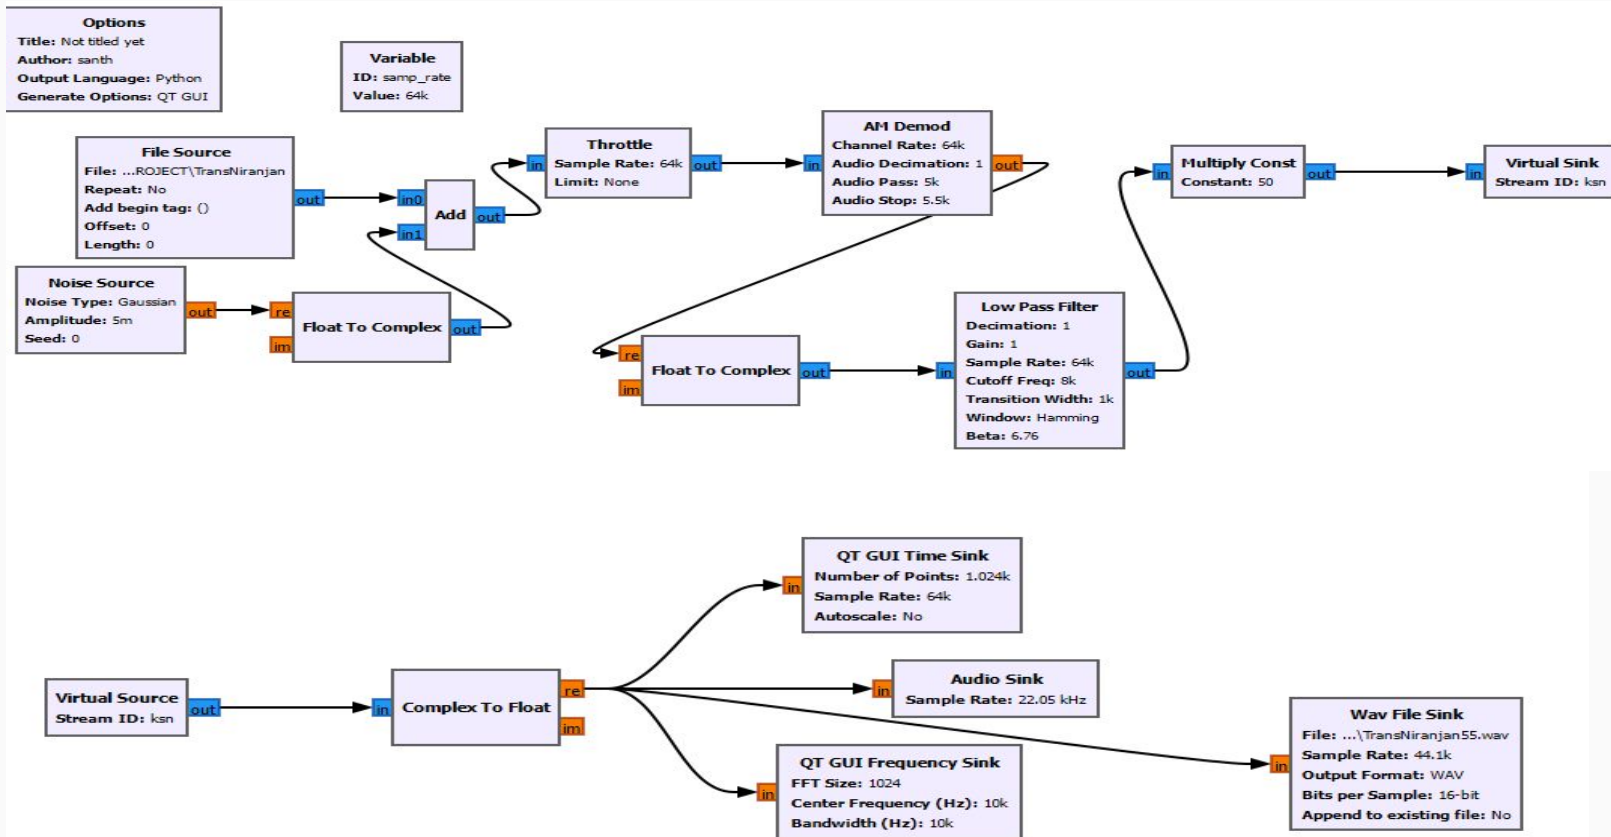 Options
Title: Not titled yet
Author: santh
Output Language: Python
Generate Options: QT GUI
Variable
ID: samp_rate
Value: 64k
File Source
File: ...ROJECT\TransNiranjan
Repeat: No
Add begin tag: ()
Offset: 0
Length: 0
out
in0
in1
Add
out
Noise Source
Noise Type: Gaussian
Amplitude: 5m
Seed: 0
out
re
im
Float To Complex
out
in
Throttle
Sample Rate: 64k
Limit: None
out
in
AM Demod
Channel Rate: 64k
Audio Decimation: 1
Audio Pass: 5k
Audio Stop: 5.5k
out
re
im
Float To Complex
out
in
Low Pass Filter
Decimation: 1
Gain: 1
Sample Rate: 64k
Cutoff Freq: 8k
Transition Width: 1k
Window: Hamming
Beta: 6.76
out
in
Multiply Const
Constant: 50
out
in
Virtual Sink
Stream ID: ksn
Virtual Source
Stream ID: ksn
out
in
Complex To Float
re
im
in
QT GUI Time Sink
Number of Points: 1.024k
Sample Rate: 64k
Autoscale: No
in
Audio Sink
Sample Rate: 22.05 kHz
in
QT GUI Frequency Sink
FFT Size: 1024
Center Frequency (Hz): 10k
Bandwidth (Hz): 10k
in
Wav File Sink
File: ...\TransNiranjan55.wav
Sample Rate: 44.1k
Output Format: WAV
Bits per Sample: 16-bit
Append to existing file: No